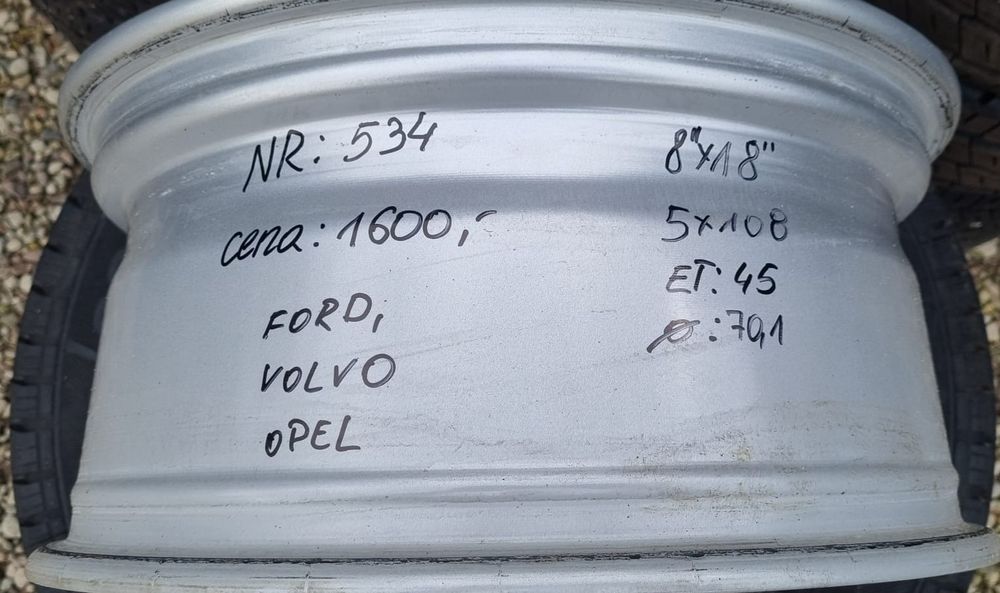 NR: 534
cena: 1600,-
FORD,
VOLVO
OPEL
8"x18"
5x108
ET: 45
ø: 70,1